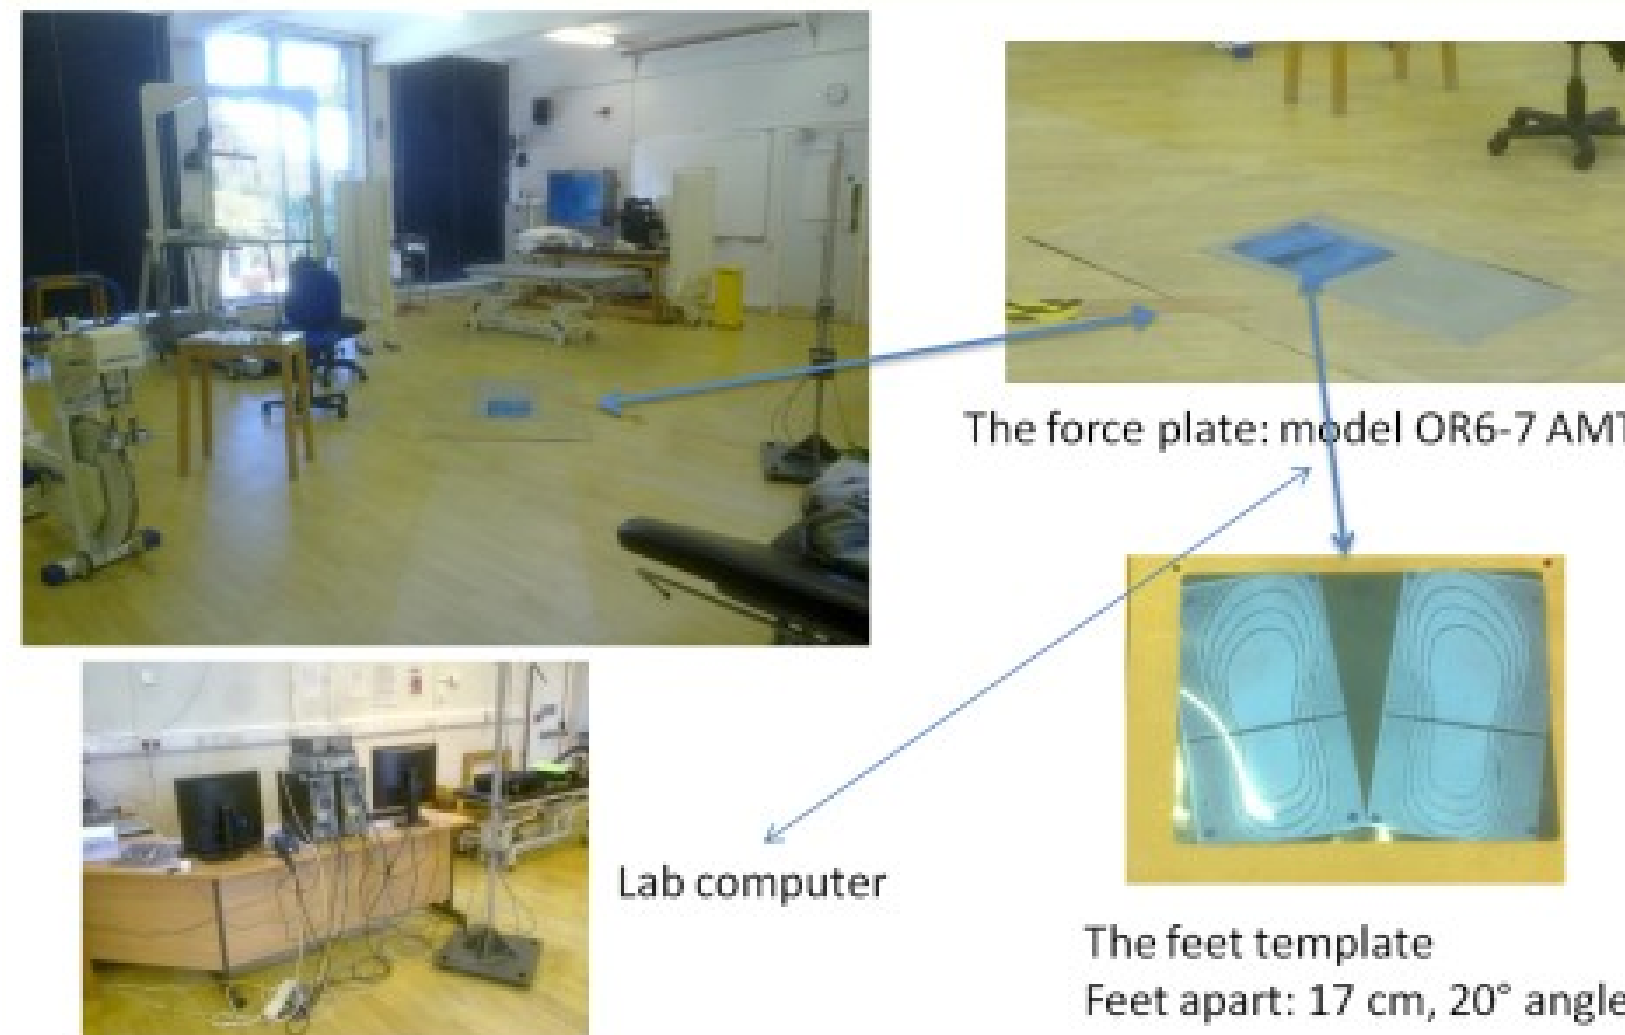 The force plate: model OR6-7 AMT
Lab computer
The feet template
Feet apart: 17 cm, 20° angle